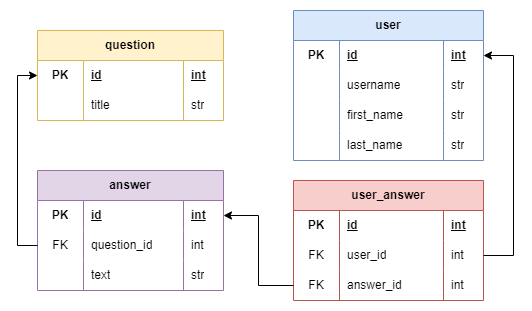 question
PK id int
title str
user
PK id int
username str
first_name str
last_name str
answer
PK id int
FK question_id int
text str
user_answer
PK id int
FK user_id int
FK answer_id int